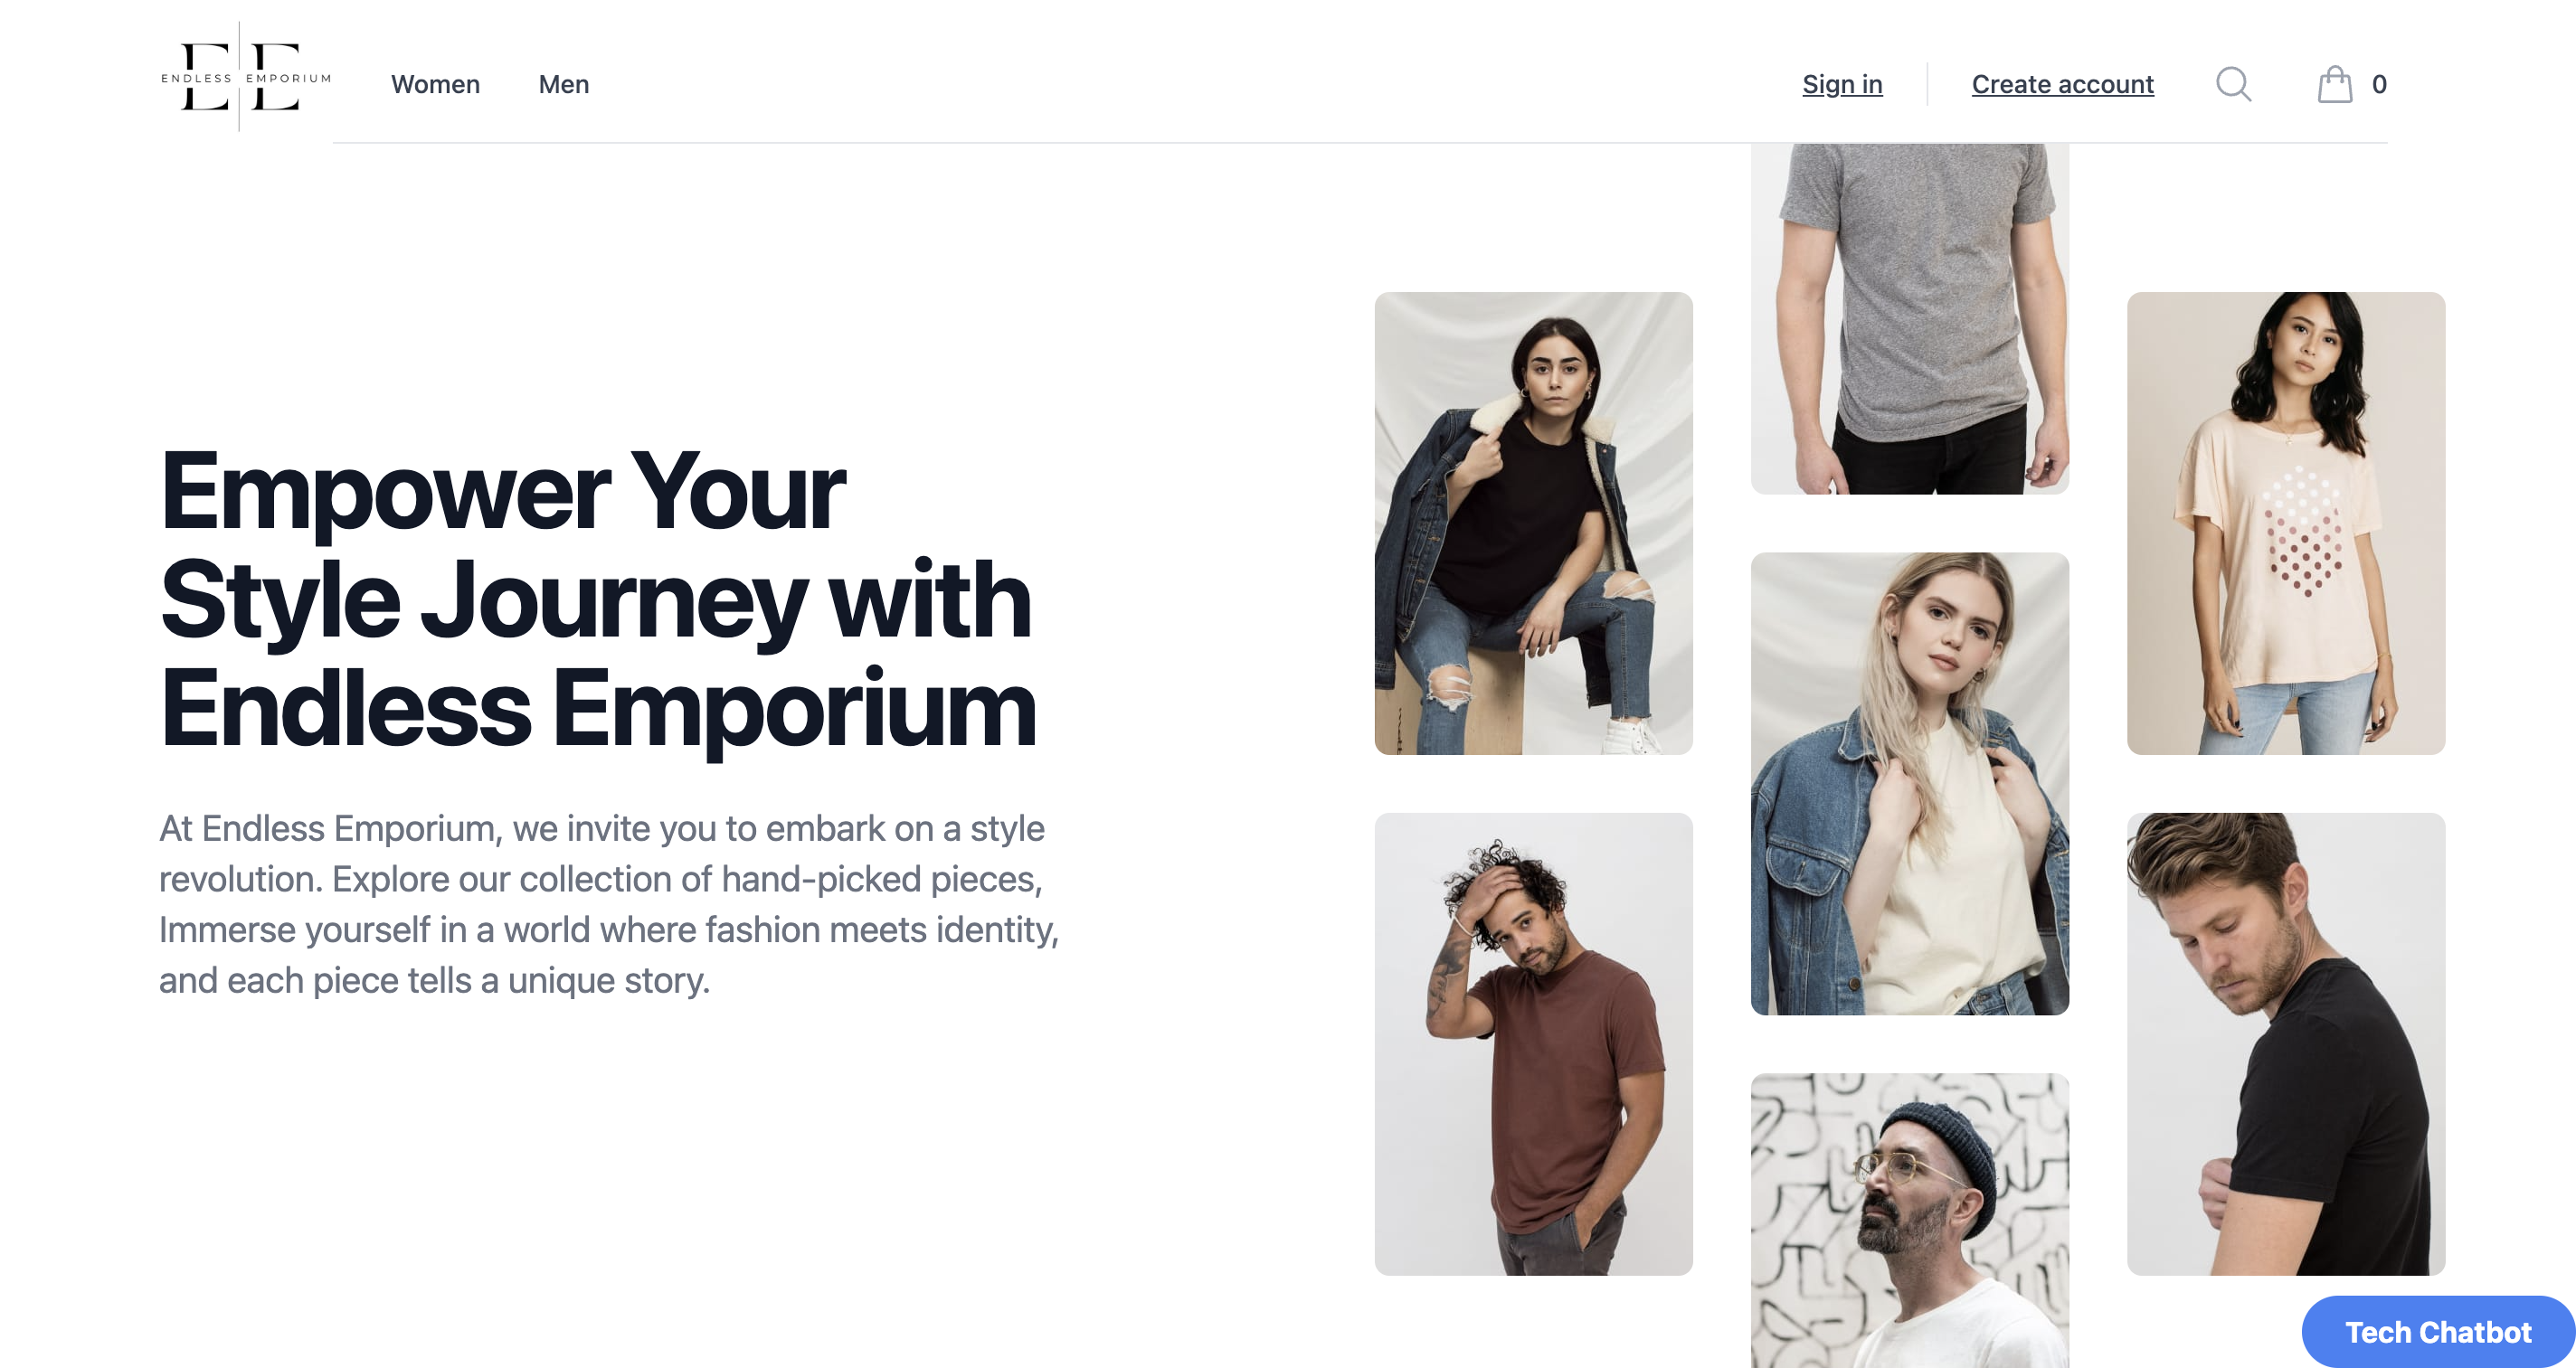 ENDLESS EMPORIUM
Women
Men
Sign in
Create account
0
Empower Your
Style Journey with
Endless Emporium
At Endless Emporium, we invite you to embark on a style
revolution. Explore our collection of hand-picked pieces,
Immerse yourself in a world where fashion meets identity,
and each piece tells a unique story.
Tech Chatbot